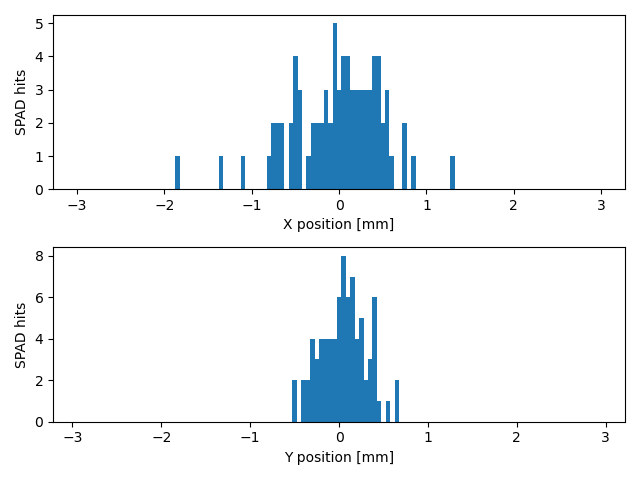 SPAD hits
5
4
3
2
1
0
−3 −2 −1 0 1 2 3
X position [mm]
SPAD hits
8
6
4
2
0
−3 −2 −1 0 1 2 3
Y position [mm]